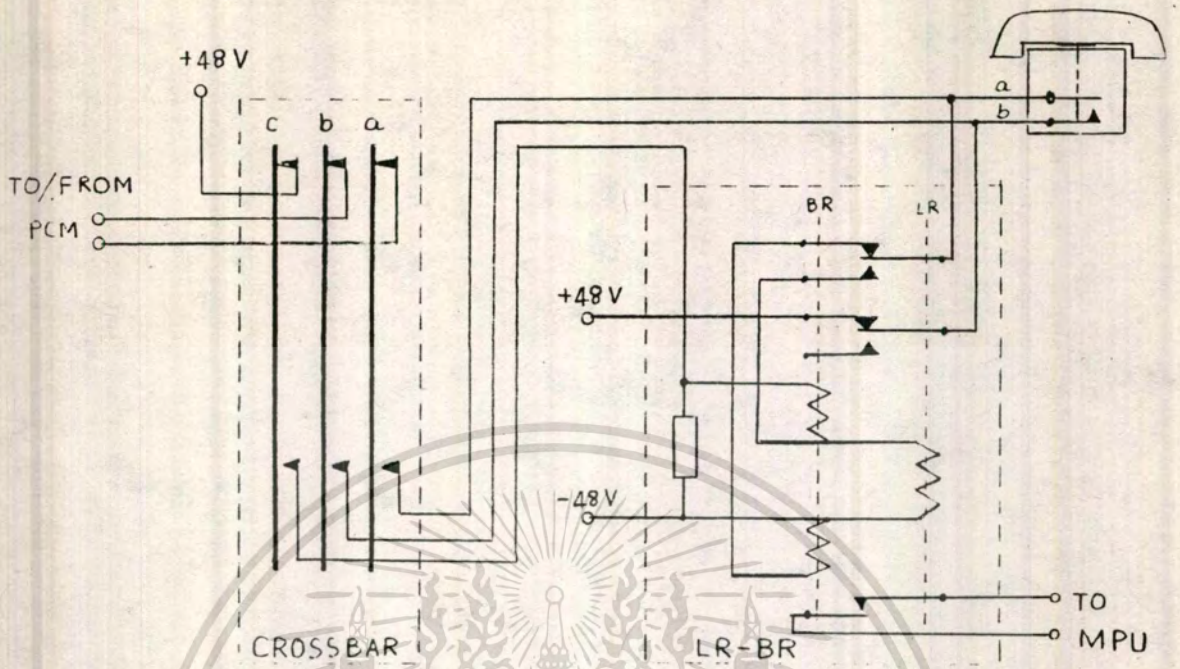 +48V
c b a
TO/FROM
PCM
a
b
BR LR
+48V
-48V
TO
MPU
CROSSBAR
LR-BR